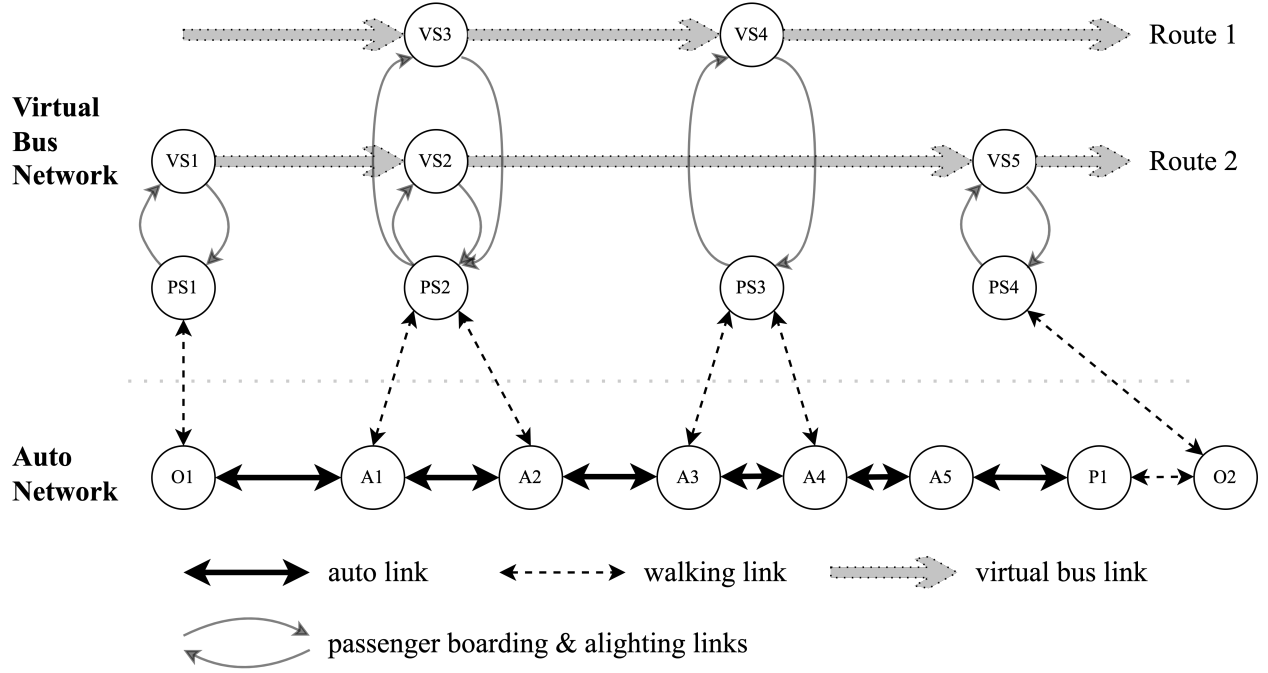 VS3
VS4
Route 1
Virtual
Bus
Network
VS1
VS2
VS5
Route 2
PS1
PS2
PS3
PS4
Auto
Network
O1
A1
A2
A3
A4
A5
P1
O2
auto link
walking link
virtual bus link
passenger boarding & alighting links